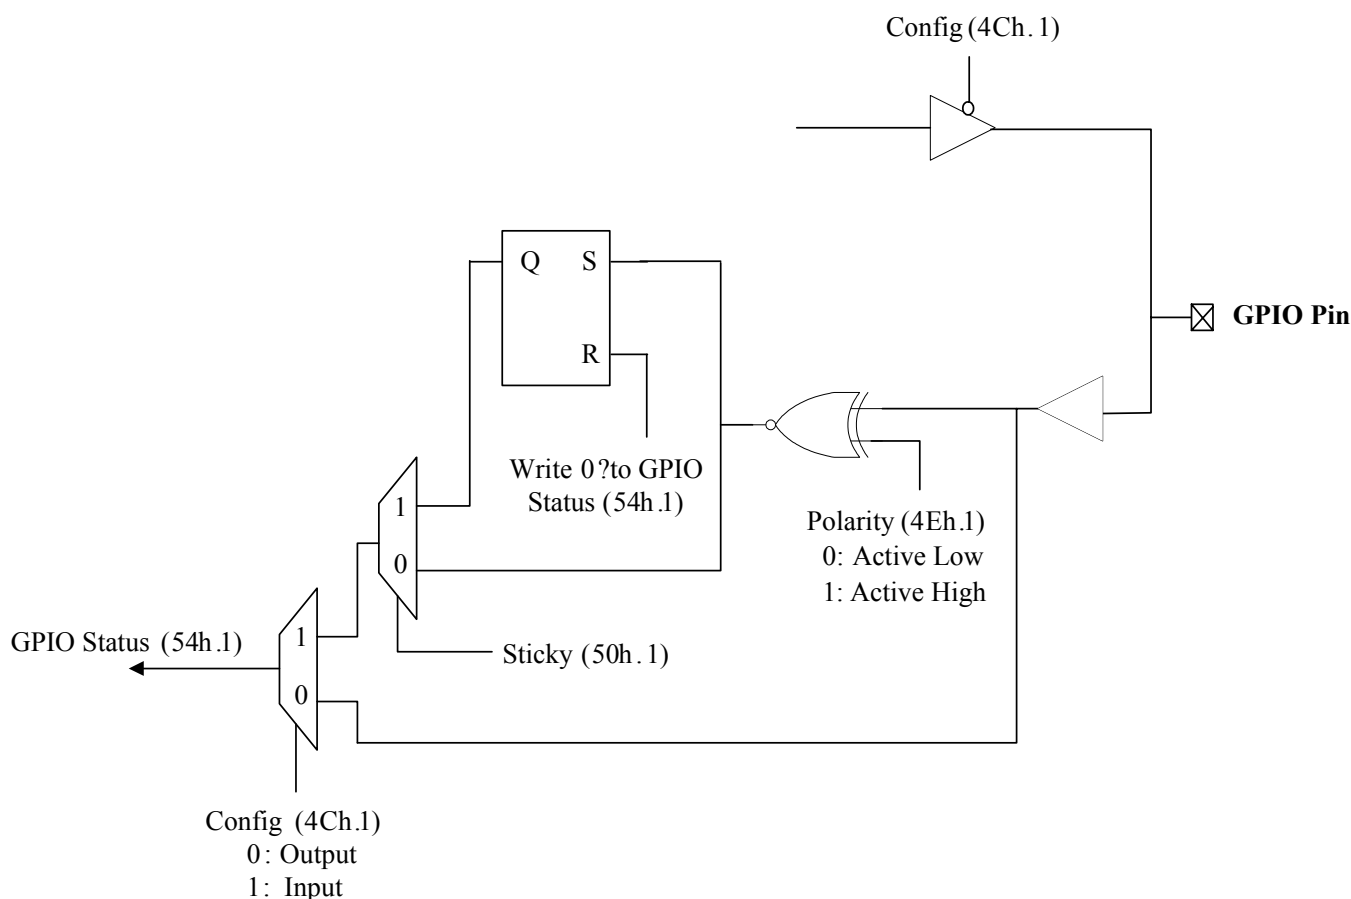 Config (4Ch.1)
Q S
R
GPIO Pin
Write 0?to GPIO
Status (54h.1)
1
0
Polarity (4Eh.1)
0: Active Low
1: Active High
GPIO Status (54h.1)
1
0
Sticky (50h.1)
Config (4Ch.1)
0: Output
1: Input